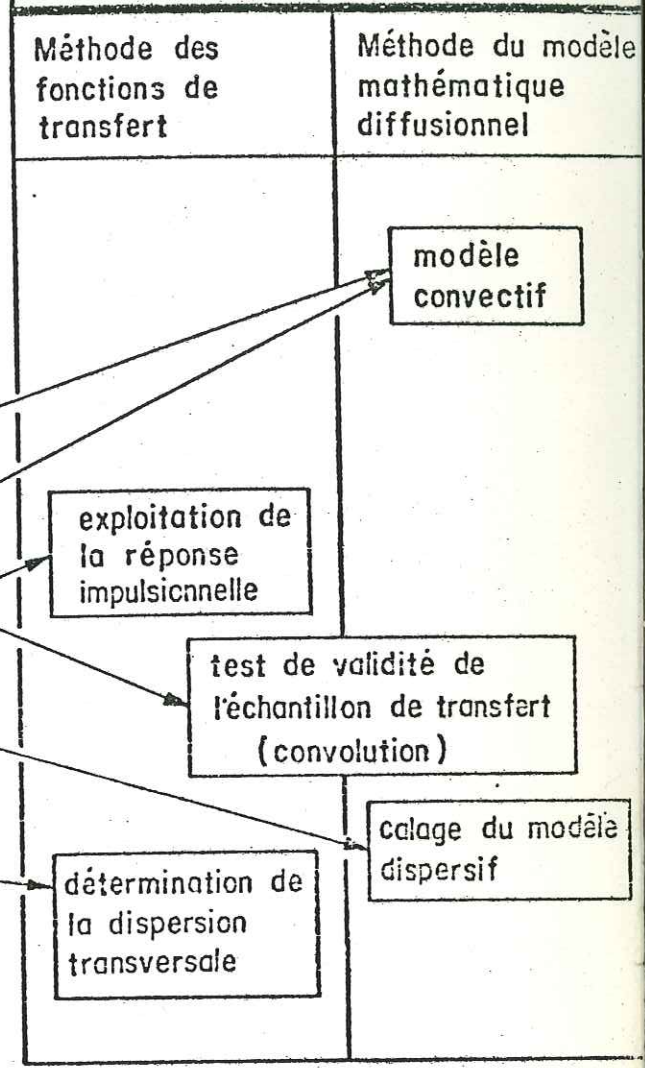 Méthode des
fonctions de
transfert
Méthode du modèle
mathématique
diffusionnel
modèle
convectif
exploitation de
la réponse
impulsionnelle
test de validité de
l'échantillon de transfert
(convolution)
calage du modèle
dispersif
détermination de
la dispersion
transversale